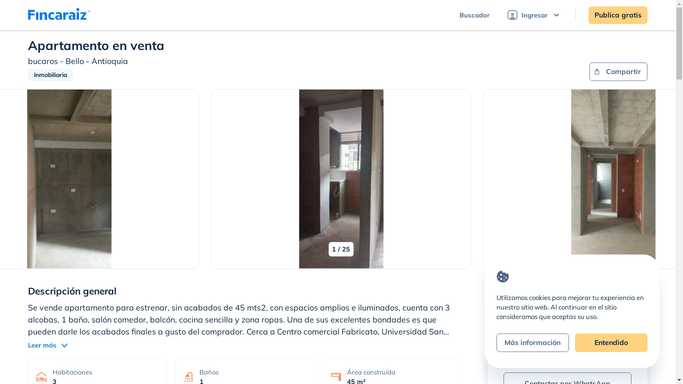 Fincaraiz
Buscador
Ingresar
Publica gratis
Apartamento en venta
bucaros - Bello - Antioquia
Inmobiliaria
Compartir
1 / 25
Descripción general
Se vende apartamento para estrenar, sin acabados de 45 mts2, con espacios amplios e iluminados, cuenta con 3
alcobas, 1 baño, salón comedor, balcón, cocina sencilla y zona ropas. Una de sus excelentes bondades es que
pueden darle los acabados finales a gusto del comprador. Cerca a Centro comercial Fabricato, Universidad San...
Leer más
Habitaciones
3
Baños
1
Área construida
45 m²
Utilizamos cookies para mejorar tu experiencia en
nuestro sitio web. Al continuar en el sitio
consideramos que aceptas su uso.
Más información
Entendido
Contactar por WhatsApp